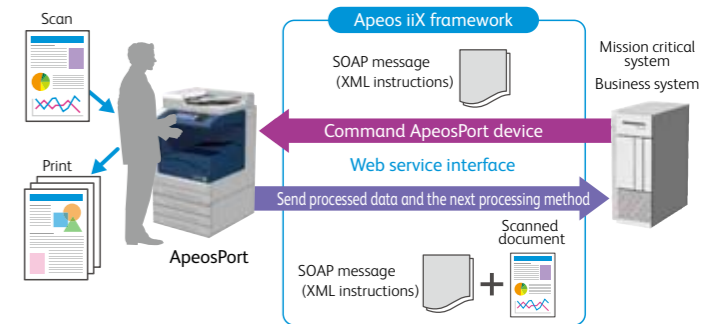 Scan
Apeos iiX framework
SOAP message
(XML instructions)
Mission critical
system
Business system
Command ApeosPort device
Print
Web service interface
Send processed data and the next processing method
ApeosPort
Scanned
document
SOAP message
(XML instructions)
+